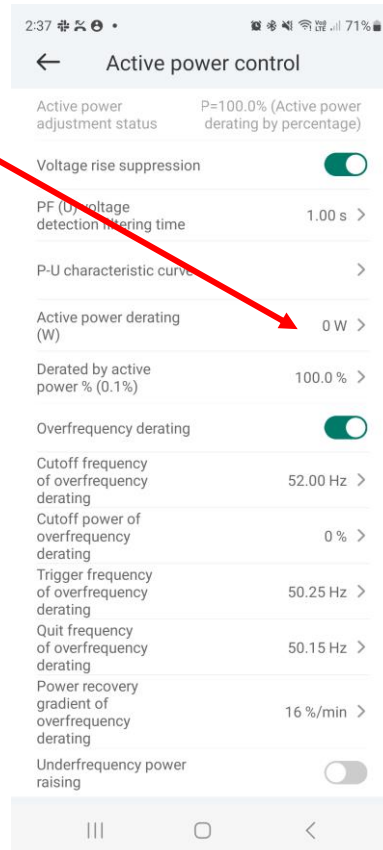 2:37 71%
Active power control
Active power P=100.0% (Active power
adjustment status derating by percentage)
Voltage rise suppression
PF (U) voltage
detection filtering time 1.00 s
P-U characteristic curve
Active power derating
(W) 0 W
Derated by active
power % (0.1%) 100.0 %
Overfrequency derating
Cutoff frequency
of overfrequency 52.00 Hz
derating
Cutoff power of
overfrequency 0 %
derating
Trigger frequency
of overfrequency 50.25 Hz
derating
Quit frequency
of overfrequency 50.15 Hz
derating
Power recovery
gradient of
overfrequency 16 %/min
derating
Underfrequency power
raising